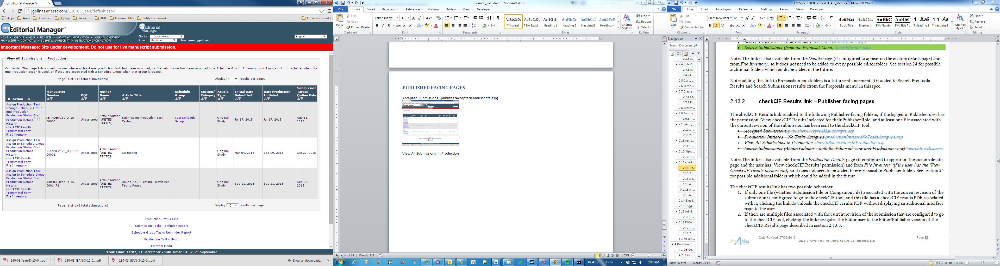 Editorial Manager®
jgelinas.ariessc.com/130-03_jean/default.aspx
Apps Aries Knockout jQuery Javascript XML Dynamic DNS Entity Framework Other bookmarks
em Editorial Manager™
em Editorial Manager™
HOME • LOG OUT • HELP • REGISTER • UPDATE MY INFORMATION • JOURNAL OVERVIEW
MAIN MENU • CONTACT US • SUBMIT A MANUSCRIPT • INSTRUCTIONS FOR AUTHORS
Go to: -- Quick Access -- English
Role: Publisher Username: jgelinas
Important Message: Site under development. Do not use for live manuscript submission.
View All Submissions in Production
Contents: This page lists all submissions where at least one production task has been assigned, or the submission has been assigned to a Schedule Group. Submissions will move out of this folder when the
End Production action is used, or if they are associated with a Schedule Group when that group is closed.
Page: 1 of 1 (3 total submissions) Display 10 results per page.
Action
Manuscript Number
DOI
Author Name
Article Title
Schedule Group
Section/ Category
Article Type
Initial Date Submitted
Date Production Initiated
Submission Target Online Date
Assign Production Task
Change Schedule Group
End Production
Production Status Grid
Production Details !!!
History
checkCIF Results
Transmittal Form
File Inventory
JEANDEV130-D-15-
00008
Unassigned
Arthur Author
(UNITED
STATES)
Submission Production Task
Testing
Test Schedule
Group
Original
Study
Jul 17, 2015
Jul 17, 2015
Aug 31,
2015
Assign Production Task
Assign to Schedule Group
Production Status Grid
Production Details
History
checkCIF Results
Transmittal Form
File Inventory
JEANDEV120_3-D-15-
00001
Unassigned
Arthur Author
(UNITED
STATES)
SU testing
Original
Study
Mar 04, 2015
Sep 09, 2015
Oct 22, 2015
Assign Production Task
Assign to Schedule Group
Production Status Grid
Production Details
History
checkCIF Results
Transmittal Form
File Inventory
130-03_Jean-D-15-
00014R1
Unassigned
Arthur Author
(UNITED
STATES)
Round 2 CIF Testing - Reviewer
Facing Pages
Original
Study
Sep 21, 2015
Sep 21, 2015
Sep 26,
2015
Page: 1 of 1 (3 total submissions) Display 10 results per page.
Production Status Grid
Submission Tasks Reminder Report
Schedule Group Tasks Reminder Report
Production Tasks Menu
Editorial Menu
Your Time: 14:02, 21 September • Site Time: 14:02, 21 September
130-03_Jean-D-15-0....pdf 130-03_JEAN-S-15-0....pdf 130-03_JEAN-S-15-0....pdf Show all downloads...
Round2_Jean.docx - Microsoft Word
File Home Insert Page Layout References Mailings Review View Developer
Paste Cut Copy Format Painter
Calibri (Body) 11
Clipboard Font Paragraph Styles Editing
¶ Normal ¶ No Spaci... Heading 1 Heading 2 Heading 3 Heading 4
Change Styles
Find Replace Select
PUBLISHER FACING PAGES
Accepted Submissions (publisherAcceptedManuscripts.asp)
View All Submissions In Production
Page: 14 of 14 Words: 214 105%
Desktop Links 2:02 PM
EM Spec 13.0-03 checkCIF API_V5.docx - Microsoft Word
File Home Insert Page Layout References Mailings Review View Developer
Paste Cut Copy Format Painter
Times New Rom 12
Clipboard Font Paragraph Styles Editing
Book Title Emphasis FM: Numb... FM: Title T... ¶ Heading 1 ¶ Heading 2
Change Styles
Find Replace Select
Navigation
Search Documen
2.3.6 A...
2.4 RoleM...
2.4.1 A...
2.4.2 E...
2.5 Custo...
2.6 Techni...
2.7 Create ...
2.7.1 Cr...
2.7.2 Fi...
2.8 Search...
2.9 Transm...
2.9.1 Tr...
2.10 Assig...
2.10.1 ...
2.10.2 ...
2.11 Assig...
2.11.1 ...
2.12 Uplo...
2.12.1 ...
2.13 check...
2.13.1 c...
2.13.2 c...
2.13.3 c...
2.13.4 c...
2.13.5 ...
2.13.6 ...
2.14 Email...
2.15 Trigg...
2.16 Admi...
2.16.1 ...
2.17 EMIA ...
2.17.1 ...
2.17.2 ...
3.1 Hostin...
4 Database I...
4.1 DB Co...
4.2 UDB I...
Search Proposals (Action Column) SearchProposalResults.aspx
Search Submissions (from the Proposal Menu) SearchResults.aspx
Note: The link is also available from the Details page (if configured to appear on the custom details page) and
from File Inventory, so it does not need to be added to every possible editor folder. See section 24 for possible
additional folders which could be added in the future.
Note: adding this link to Proposals menu folders is a future enhancement. It is added to Search Proposals
Results and Search Submissions results (from the Proposals menu) in this spec.
2.13.2 checkCIF Results link – Publisher facing pages
The checkCIF Results link is added to the following Publisher-facing folders, if the logged in Publisher user has
the permission ‘View checkCIF Results’ selected for their Publisher Role, and at least one file associated with
the current revision of the submission has been sent to the checkCIF tool:
• Accepted Submissions publisherAcceptedManuscripts.asp
• Production Initiated – No Tasks Assigned productionInitiatedNoTasksAssigned.asp
• View All Submissions in Production viewAllSubmissionsInProduction.asp
• Search Submissions (Action Column – both the Editorial view and Production view) SearchResults.aspx
Note: The link is also available from the Production Details page (if configured to appear on the custom details
page and the user has ‘View checkCIF Results’ permission) and from File Inventory (if the user has the ‘View
CheckCIF results permission), so it does not need to be added to every possible Publisher folder. See section 24
for possible additional folders which could be added in the future.
The checkCIF results link has two possible behaviors:
1. If only one file (whether Submission File or Companion File) associated with the current revision of the
submission is configured to go to the checkCIF tool, and this file has a checkCIF results PDF associated
with it, clicking the link downloads the checkCIF results PDF without displaying an additional interface
page to the user.
2. If there are multiple files associated with the current revision of the submission that are configured to go
to the checkCIF tool, clicking the link navigates the Editor user to the Editor/Publisher version of the
checkCIF Results page described in section 2.13.3.
Aries
Date Revised: 07/06/2015 Page 56
ARIES SYSTEMS CORPORATION – CONFIDENTIAL
Page: 56 of 93 Words: 24,143 115%